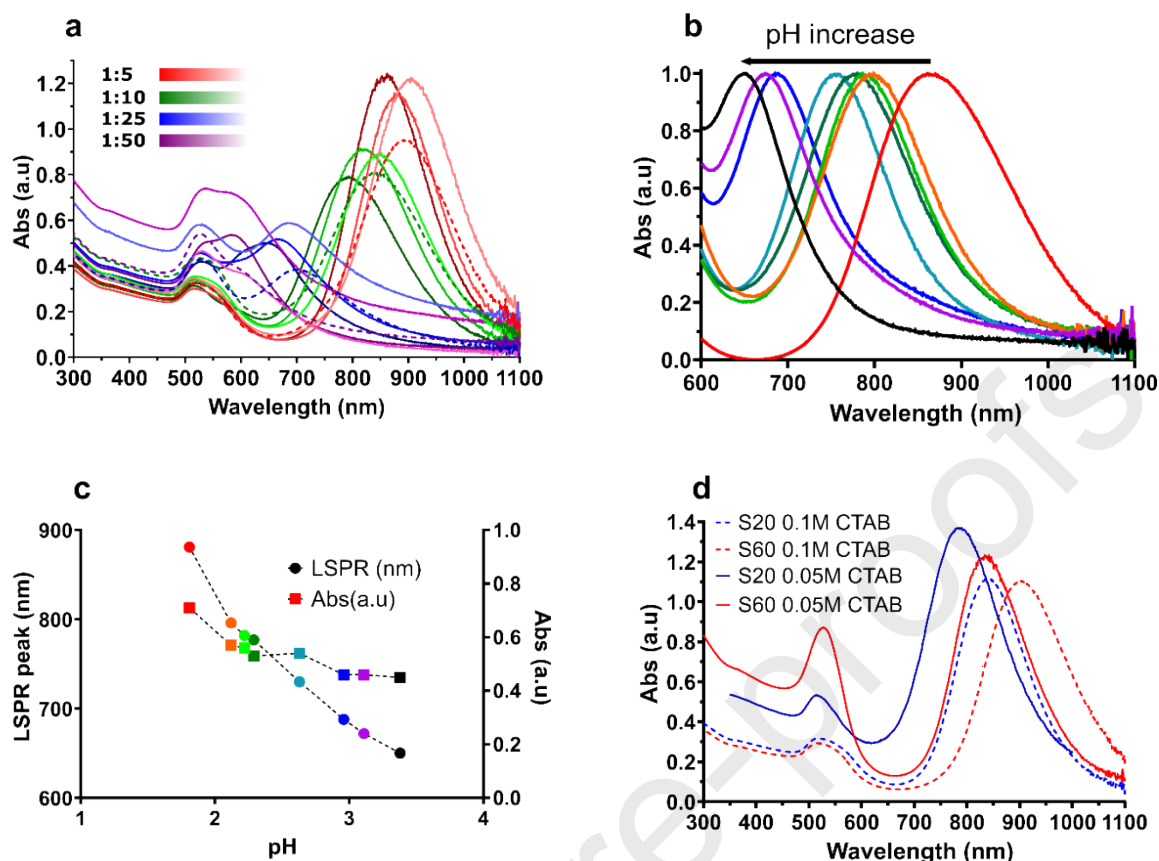 a
1:5
1:10
1:25
1:50
Abs (a.u)
1.2
1.0
0.8
0.6
0.4
0.2
0.0
300 400 500 600 700 800 900 1000 1100
Wavelength (nm)
b
pH increase
Abs (a.u)
1.0
0.8
0.6
0.4
0.2
0.0
600 700 800 900 1000 1100
Wavelength (nm)
c
LSPR peak (nm)
900
800
700
600
LSPR (nm)
Abs(a.u)
1.0
0.8
0.6
0.4
0.2
0.0
Abs (a.u)
1 2 3 4
pH
d
S20 0.1M CTAB
S60 0.1M CTAB
S20 0.05M CTAB
S60 0.05M CTAB
Abs (a.u)
1.4
1.2
1.0
0.8
0.6
0.4
0.2
0.0
300 400 500 600 700 800 900 1000 1100
Wavelength (nm)
re-proofs